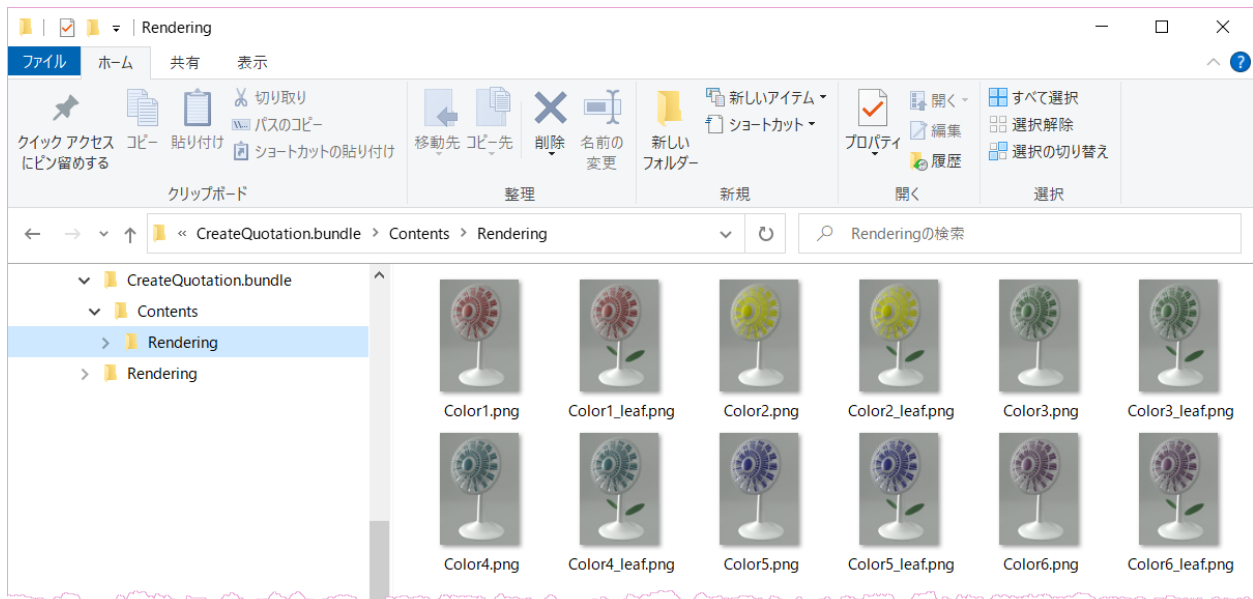 Rendering
ファイル ホーム 共有 表示
クイック アクセス
にピン留めする
コピー
貼り付け
切り取り
パスのコピー
ショートカットの貼り付け
クリップボード
移動先
コピー先
削除
名前の
変更
整理
新しい
フォルダー
新しいアイテム
ショートカット
新規
プロパティ
開く
編集
履歴
開く
すべて選択
選択解除
選択の切り替え
選択
« CreateQuotation.bundle > Contents > Rendering
Renderingの検索
CreateQuotation.bundle
Contents
Rendering
Rendering
Color1.png Color1_leaf.png Color2.png Color2_leaf.png Color3.png Color3_leaf.png
Color4.png Color4_leaf.png Color5.png Color5_leaf.png Color6.png Color6_leaf.png